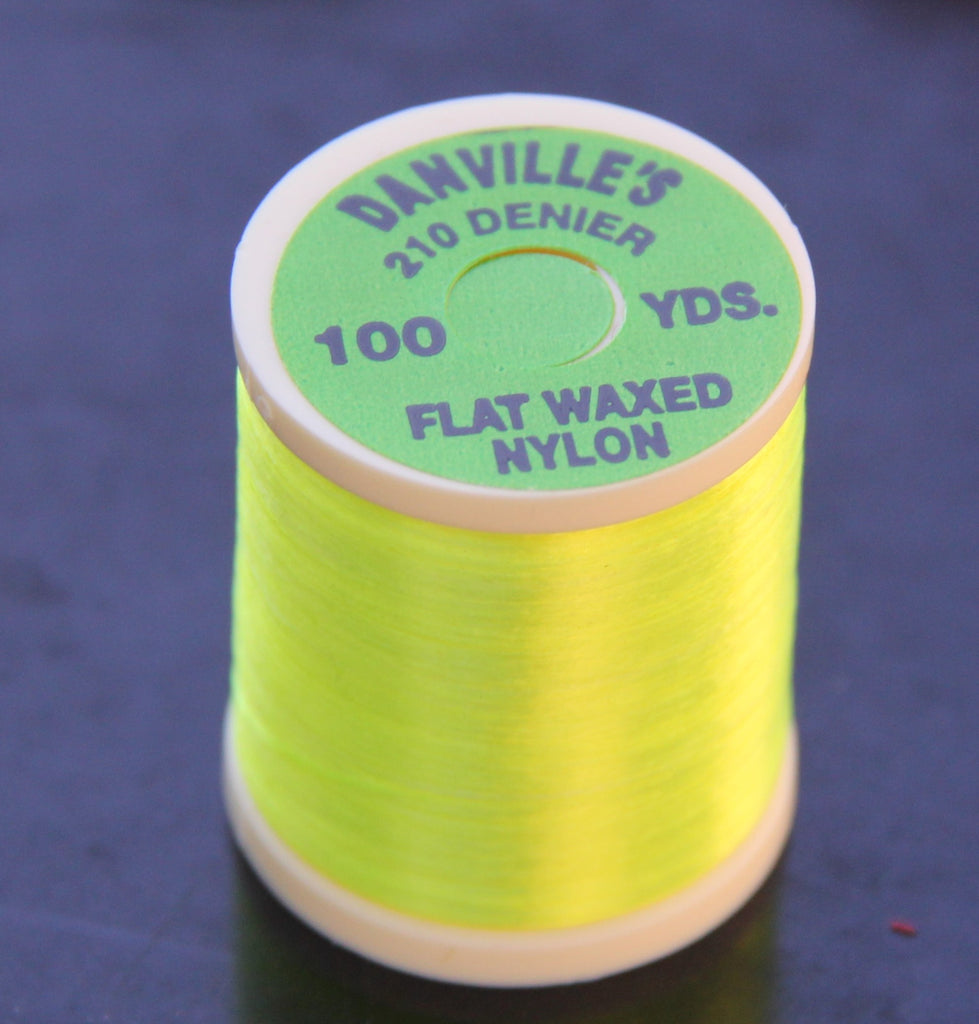 DANVILLE'S
210 DENIER
100 YDS.
FLAT WAXED
NYLON